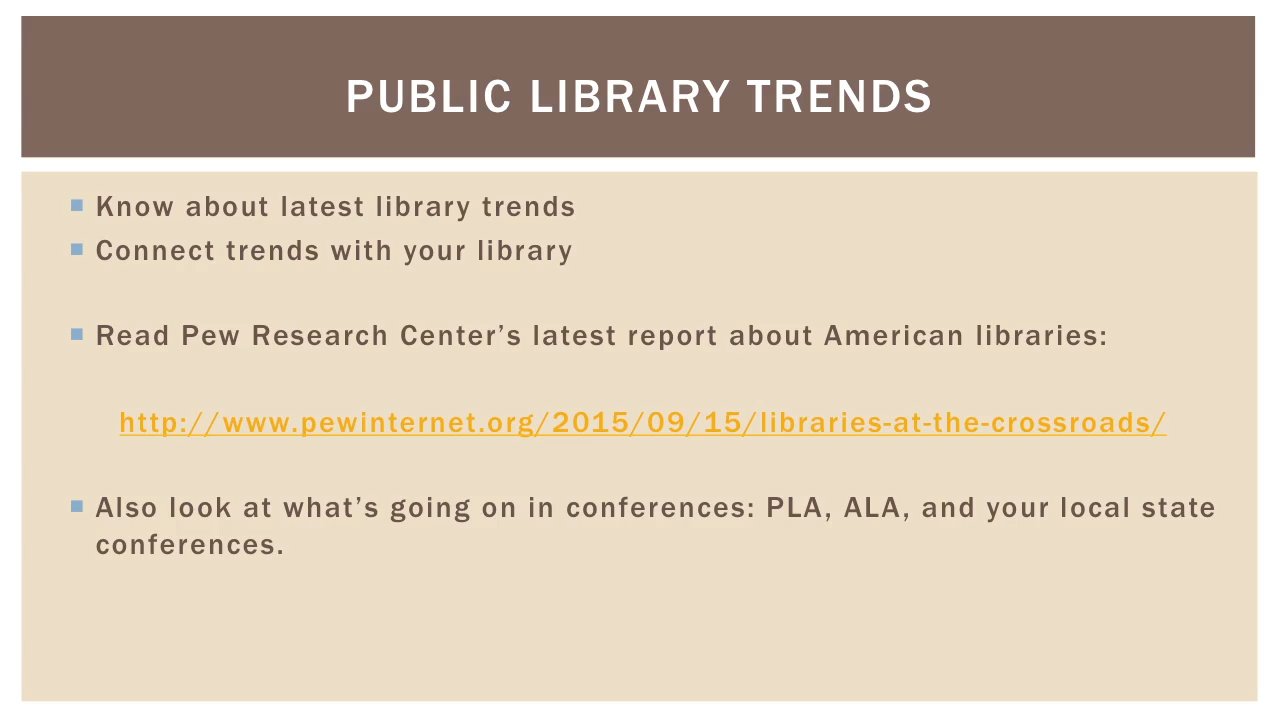 PUBLIC LIBRARY TRENDS
Know about latest library trends
Connect trends with your library
Read Pew Research Center’s latest report about American libraries:
http://www.pewinternet.org/2015/09/15/libraries-at-the-crossroads/
Also look at what’s going on in conferences: PLA, ALA, and your local state
conferences.